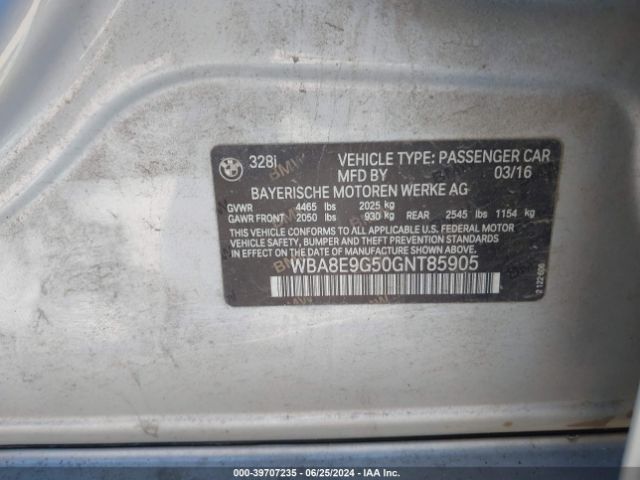 328i VEHICLE TYPE: PASSENGER CAR
MFD BY 03/16
BAYERISCHE MOTOREN WERKE AG
GVWR 4465 lbs 2025 kg
GAWR FRONT 2050 lbs 930 kg REAR 2545 lbs 1154 kg
THIS VEHICLE CONFORMS TO ALL APPLICABLE U.S. FEDERAL MOTOR
VEHICLE SAFETY, BUMPER AND THEFT PREVENTION STANDARDS
IN EFFECT ON THE DATE OF MANUFACTURE SHOWN ABOVE.
WBA8E9G50GNT85905
000-39707235 - 06/25/2024 - IAA Inc.